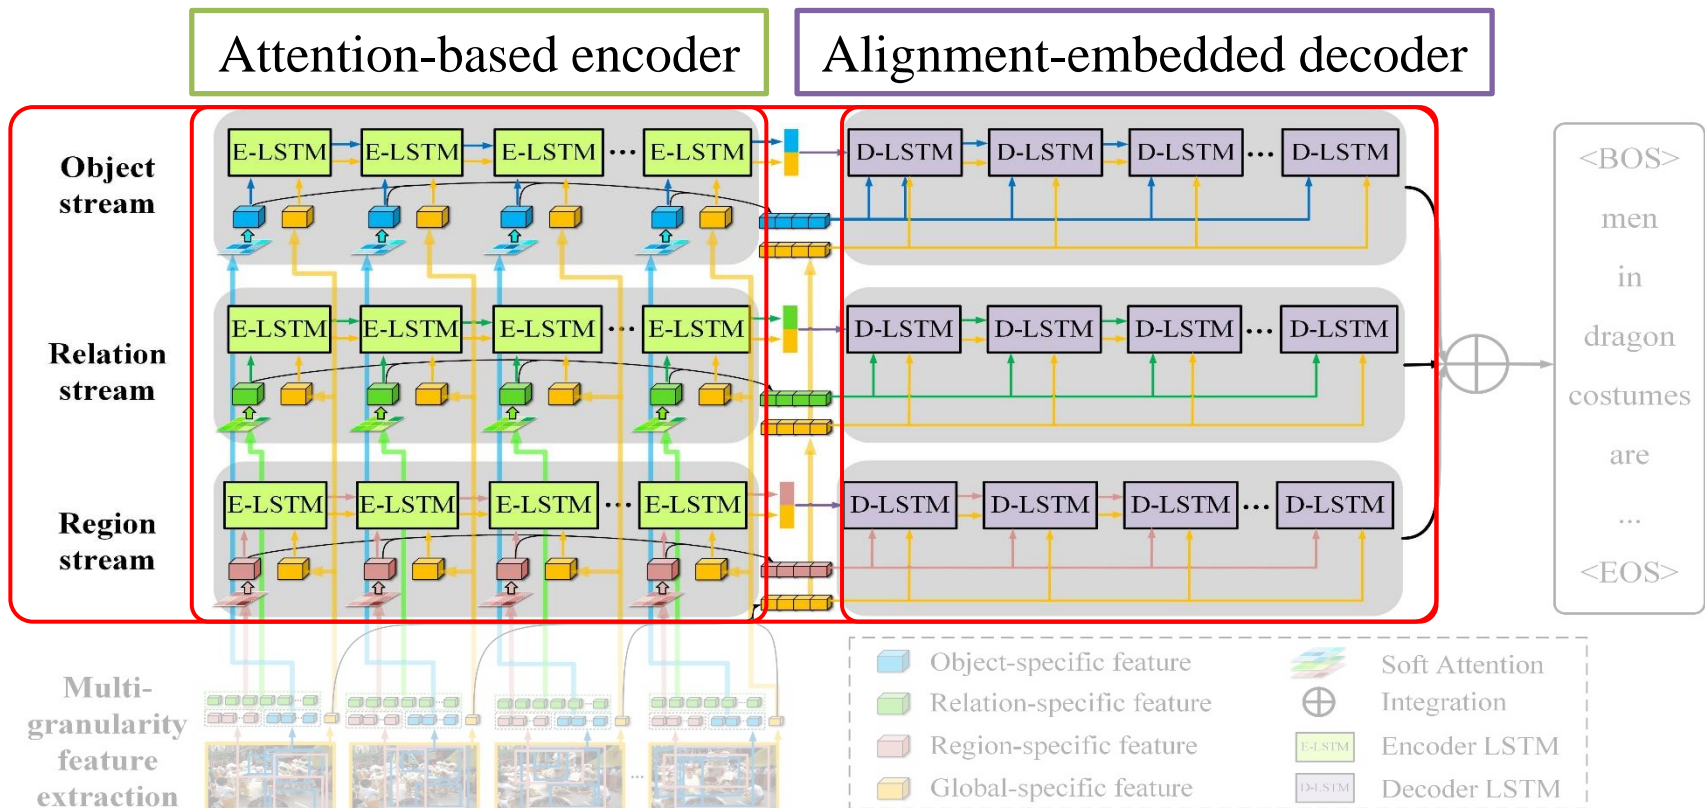 Attention-based encoder
Alignment-embedded decoder
Object
stream
E-LSTM E-LSTM E-LSTM ... E-LSTM
D-LSTM D-LSTM D-LSTM ... D-LSTM
Relation
stream
E-LSTM E-LSTM E-LSTM ... E-LSTM
D-LSTM D-LSTM D-LSTM ... D-LSTM
Region
stream
E-LSTM E-LSTM E-LSTM ... E-LSTM
D-LSTM D-LSTM D-LSTM ... D-LSTM
<BOS>
men
in
dragon
costumes
are
...
<EOS>
Multi-
granularity
feature
extraction
...
Object-specific feature
Relation-specific feature
Region-specific feature
Global-specific feature
Soft Attention
Integration
E-LSTM Encoder LSTM
D-LSTM Decoder LSTM